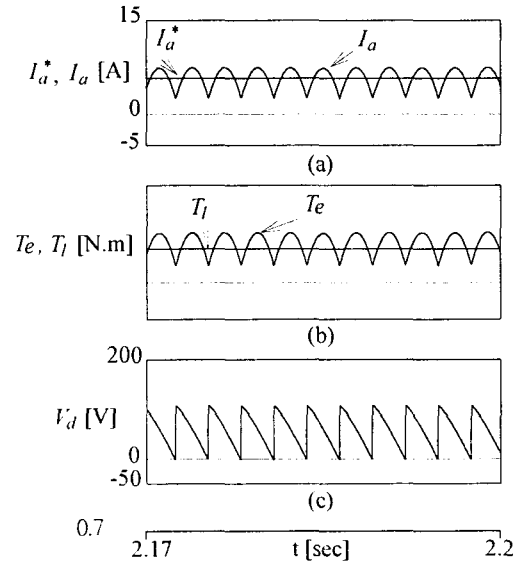 15
I_a^* I_a
I_a^*, I_a [A]
0
-5
(a)
T_l T_e
T_e, T_l [N.m]
(b)
200
V_d [V]
0
-50
(c)
0.7
2.17 t [sec] 2.2